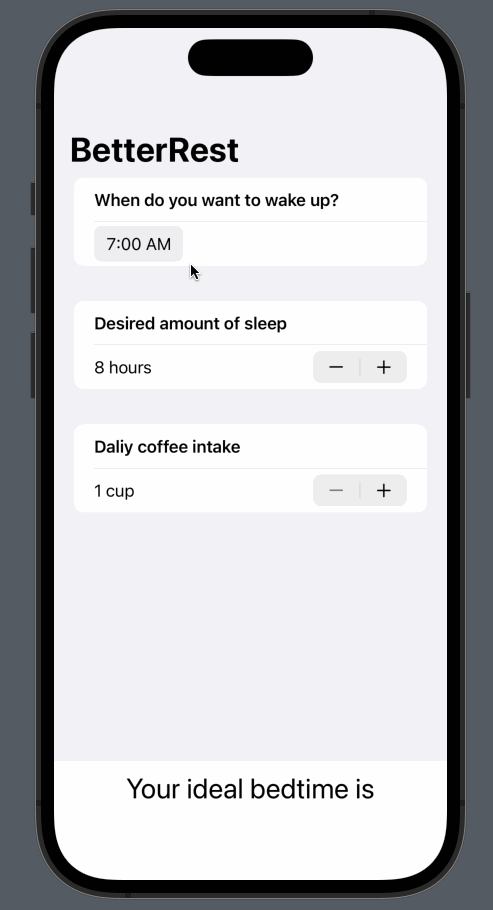 BetterRest
When do you want to wake up?
7:00 AM
Desired amount of sleep
8 hours
Daliy coffee intake
1 cup
Your ideal bedtime is